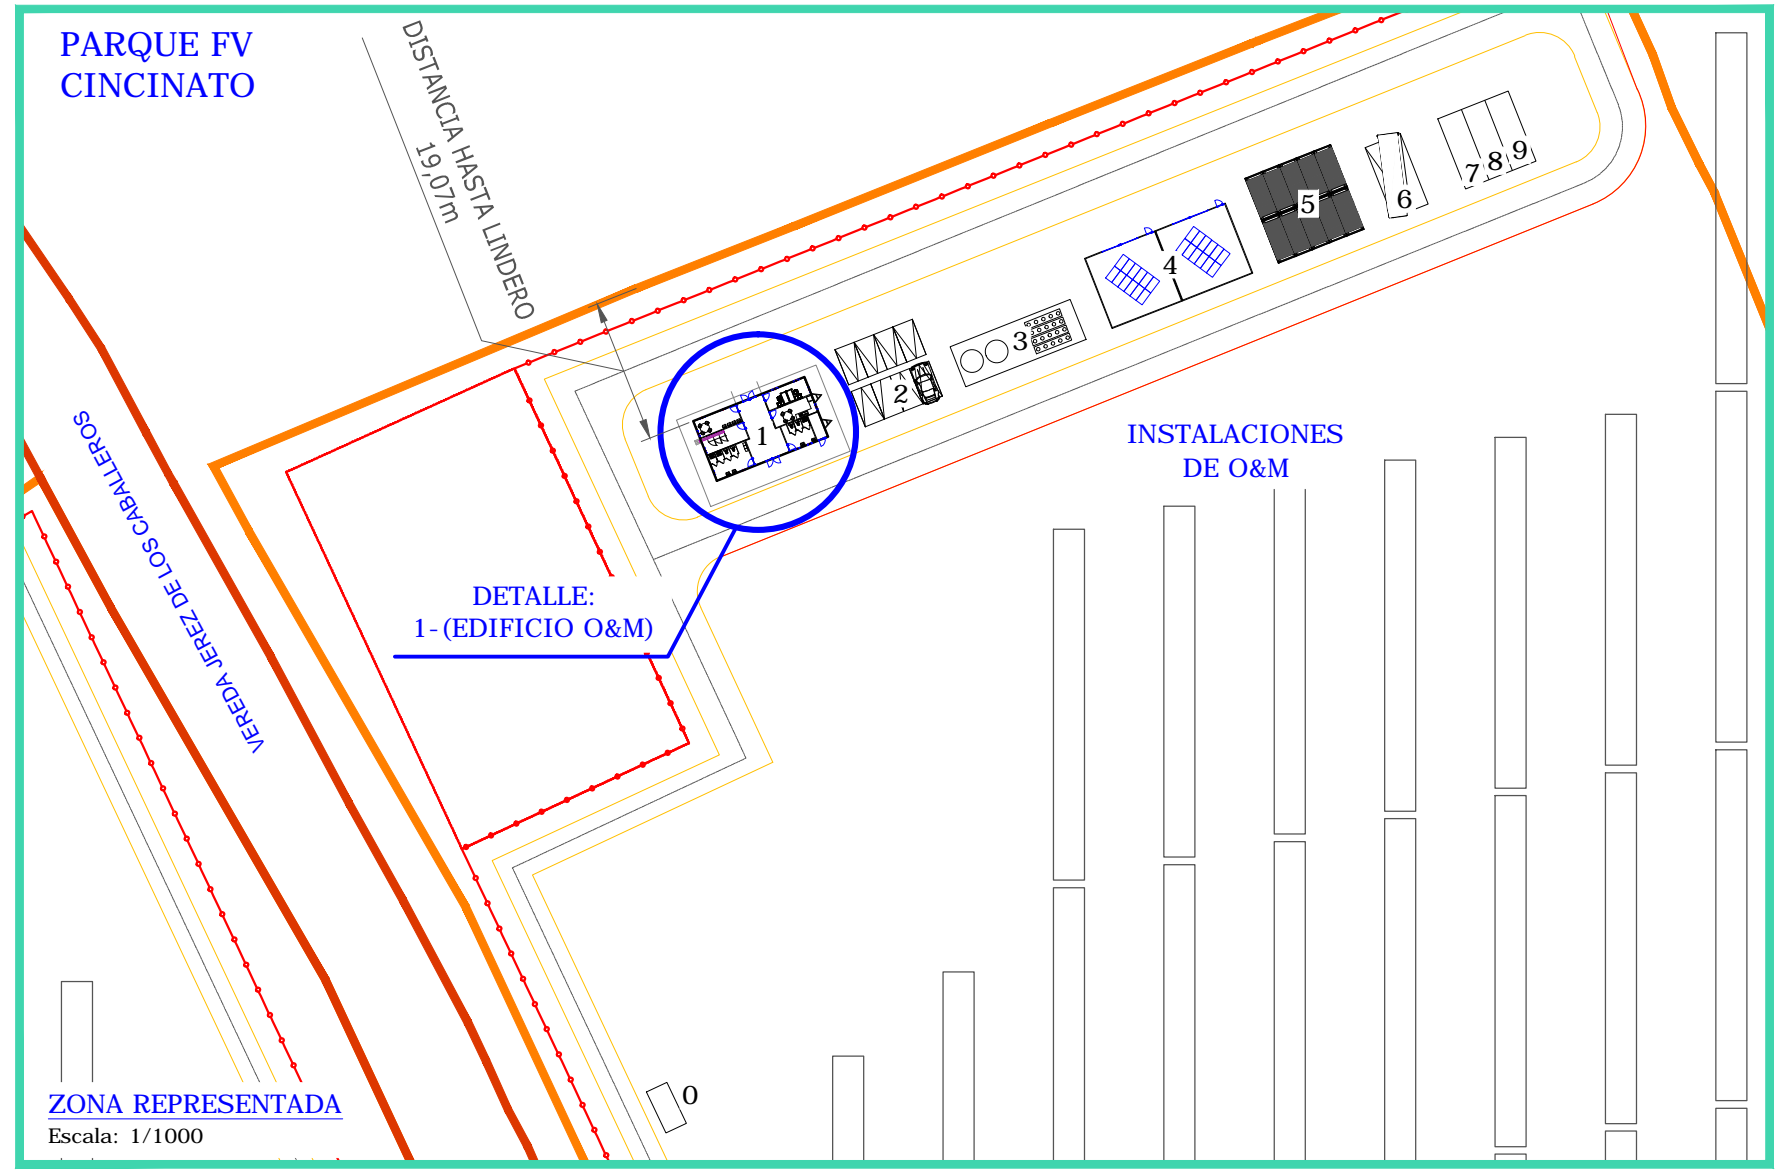 PARQUE FV
CINCINATO
DISTANCIA HASTA LINDERO
19,07m
9
8
7
6
5
4
3
2
1
INSTALACIONES
DE O&M
VEREDA JEREZ DE LOS CABALLEROS
DETALLE:
1-(EDIFICIO O&M)
0
ZONA REPRESENTADA
Escala: 1/1000